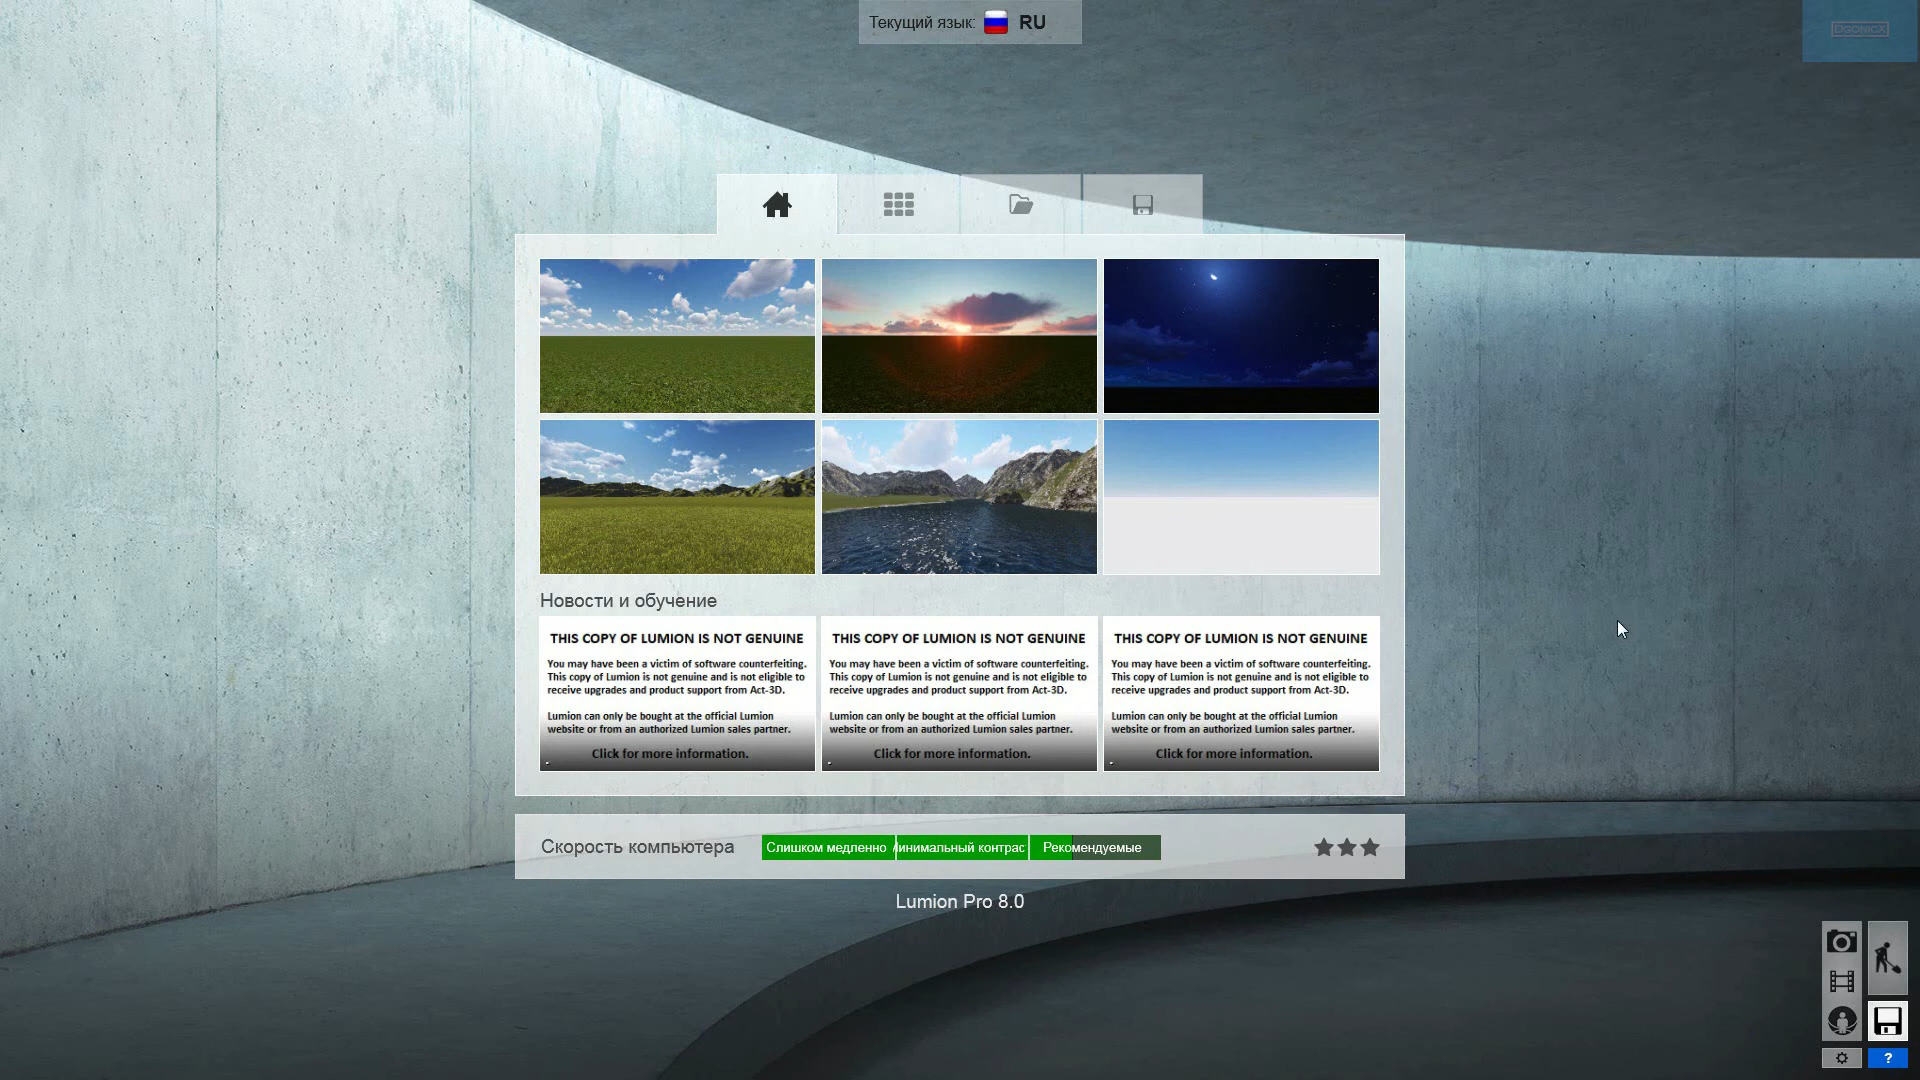 Текущий язык: RU
EGONICX
Новости и обучение
THIS COPY OF LUMION IS NOT GENUINE
You may have been a victim of software counterfeiting.
This copy of Lumion is not genuine and is not eligible to
receive upgrades and product support from Act-3D.
Lumion can only be bought at the official Lumion
website or from an authorized Lumion sales partner.
Click for more information.
THIS COPY OF LUMION IS NOT GENUINE
You may have been a victim of software counterfeiting.
This copy of Lumion is not genuine and is not eligible to
receive upgrades and product support from Act-3D.
Lumion can only be bought at the official Lumion
website or from an authorized Lumion sales partner.
Click for more information.
THIS COPY OF LUMION IS NOT GENUINE
You may have been a victim of software counterfeiting.
This copy of Lumion is not genuine and is not eligible to
receive upgrades and product support from Act-3D.
Lumion can only be bought at the official Lumion
website or from an authorized Lumion sales partner.
Click for more information.
Скорость компьютера Слишком медленно Минимальный контрас Рекомендуемые
Lumion Pro 8.0
?